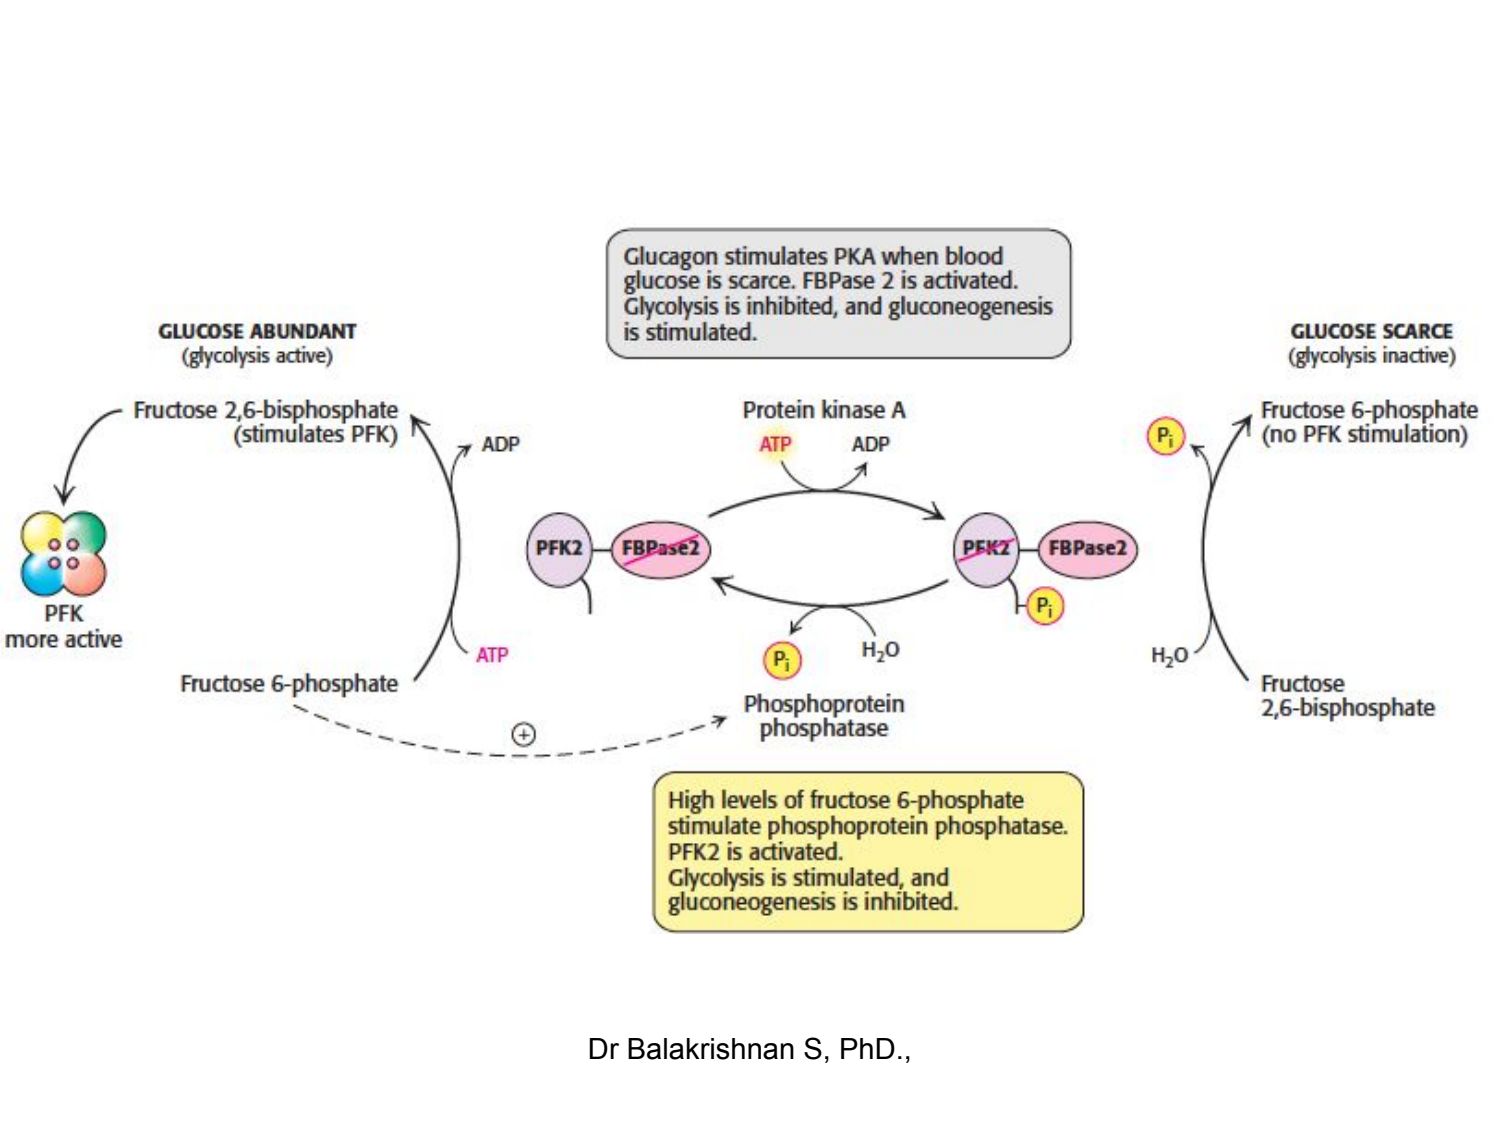 Glucagon stimulates PKA when blood
glucose is scarce. FBPase 2 is activated.
Glycolysis is inhibited, and gluconeogenesis
is stimulated.
GLUCOSE ABUNDANT
(glycolysis active)
GLUCOSE SCARCE
(glycolysis inactive)
Fructose 2,6-bisphosphate
(stimulates PFK)
ADP
Protein kinase A
ATP
ADP
Pi
Fructose 6-phosphate
(no PFK stimulation)
PFK2
FBPase2
PFK2
FBPase2
Pi
PFK
more active
ATP
Fructose 6-phosphate
+
Pi
H2O
Phosphoprotein
phosphatase
H2O
Fructose
2,6-bisphosphate
High levels of fructose 6-phosphate
stimulate phosphoprotein phosphatase.
PFK2 is activated.
Glycolysis is stimulated, and
gluconeogenesis is inhibited.
Dr Balakrishnan S, PhD.,